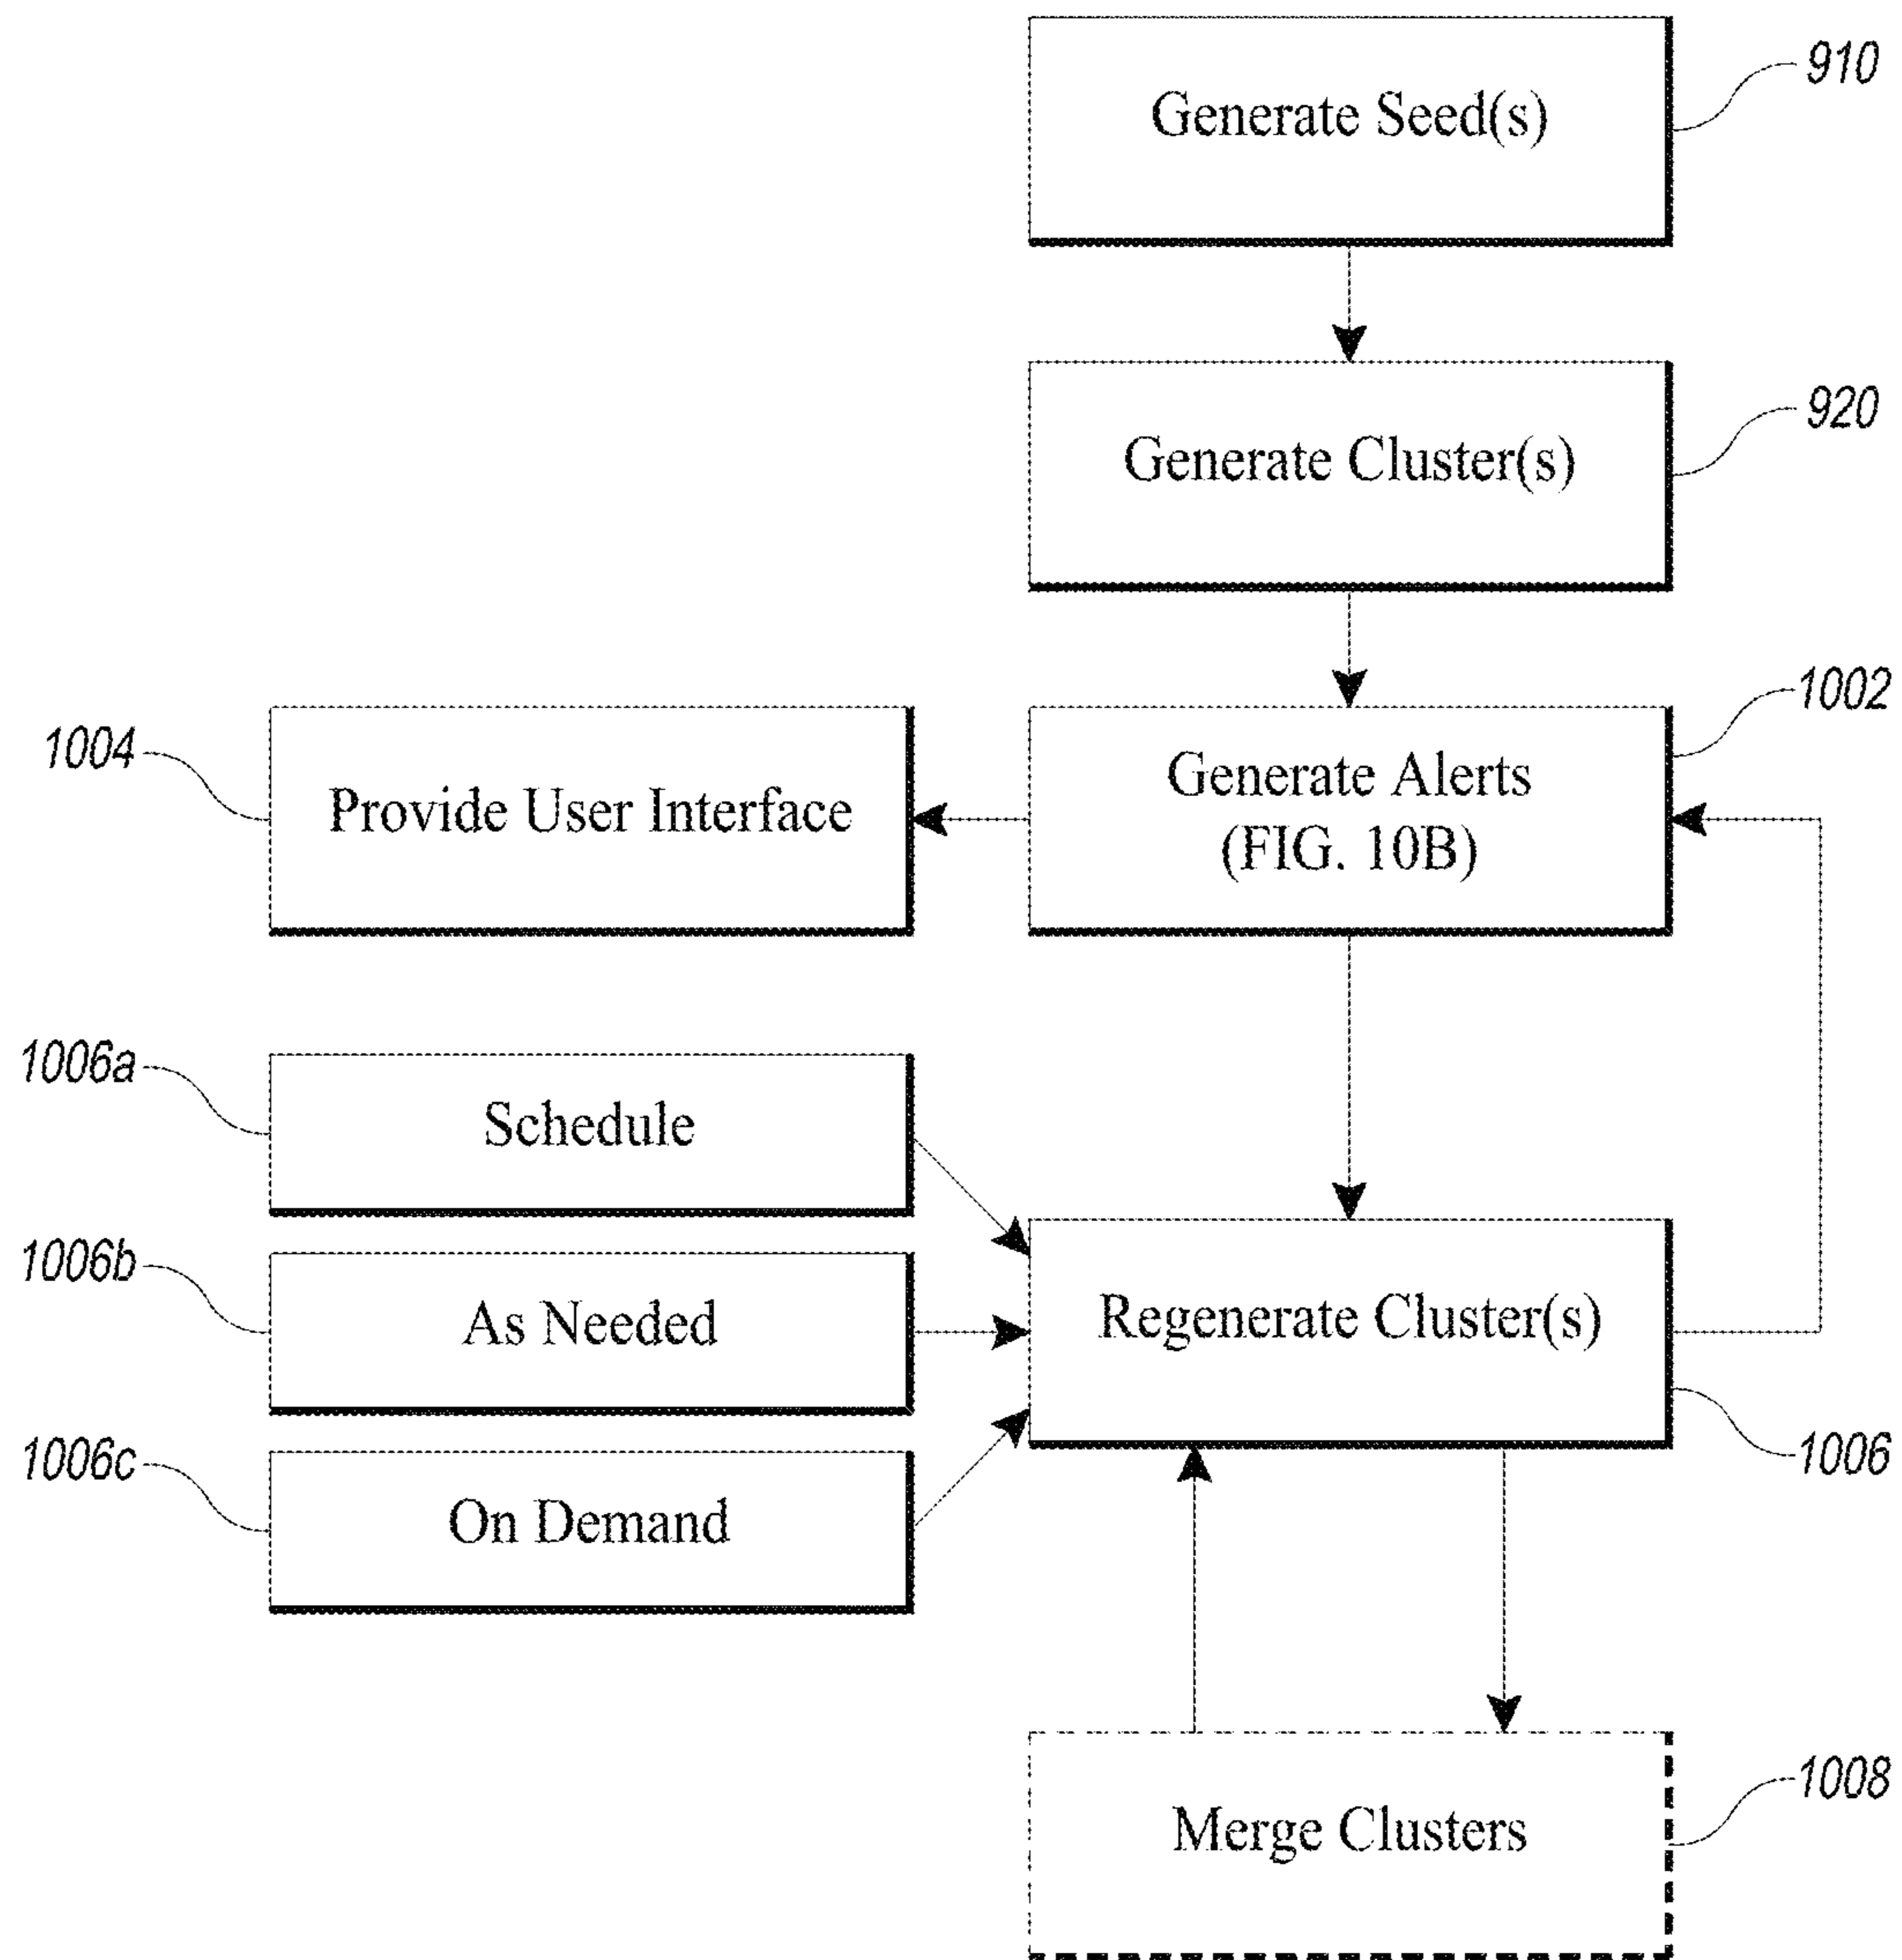 Generate Seed(s)
910
Generate Cluster(s)
920
1004
Provide User Interface
Generate Alerts
(FIG. 10B)
1002
1006a
Schedule
1006b
As Needed
1006c
On Demand
Regenerate Cluster(s)
1006
Merge Clusters
1008